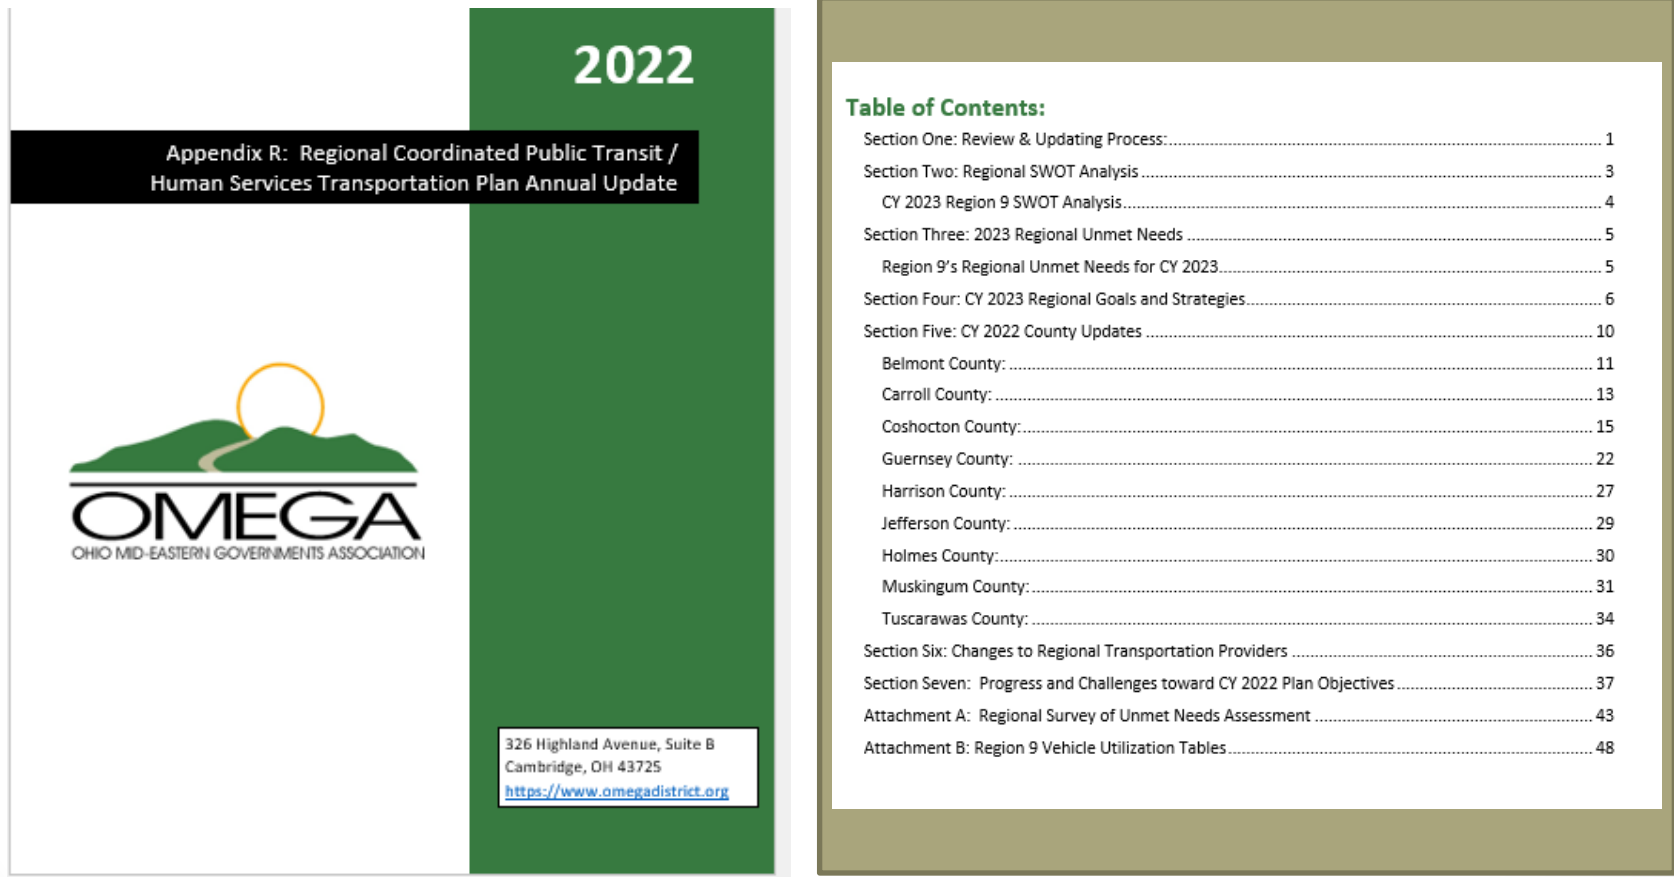 2022
Appendix R:  Regional Coordinated Public Transit /
Human Services Transportation Plan Annual Update
OMEGA
OHIO MID-EASTERN GOVERNMENTS ASSOCIATION
326 Highland Avenue, Suite B
Cambridge, OH 43725
https://www.omegadistrict.org
Table of Contents:
Section One: Review & Updating Process: 1
Section Two: Regional SWOT Analysis 3
CY 2023 Region 9 SWOT Analysis 4
Section Three: 2023 Regional Unmet Needs 5
Region 9's Regional Unmet Needs for CY 2023 5
Section Four: CY 2023 Regional Goals and Strategies 6
Section Five: CY 2022 County Updates 10
Belmont County: 11
Carroll County: 13
Coshocton County: 15
Guernsey County: 22
Harrison County: 27
Jefferson County: 29
Holmes County: 30
Muskingum County: 31
Tuscarawas County: 34
Section Six: Changes to Regional Transportation Providers 36
Section Seven:  Progress and Challenges toward CY 2022 Plan Objectives 37
Attachment A:  Regional Survey of Unmet Needs Assessment 43
Attachment B: Region 9 Vehicle Utilization Tables 48